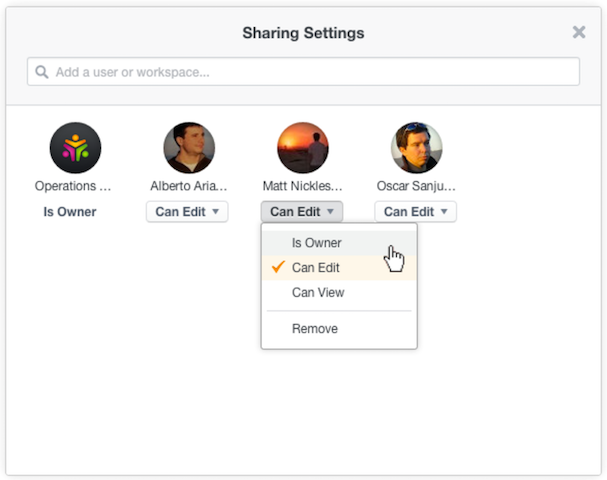 Sharing Settings
Add a user or workspace...
Operations ...
Alberto Aria...
Matt Nickles...
Oscar Sanju...
Is Owner
Can Edit
Can Edit
Can Edit
Is Owner
Can Edit
Can View
Remove